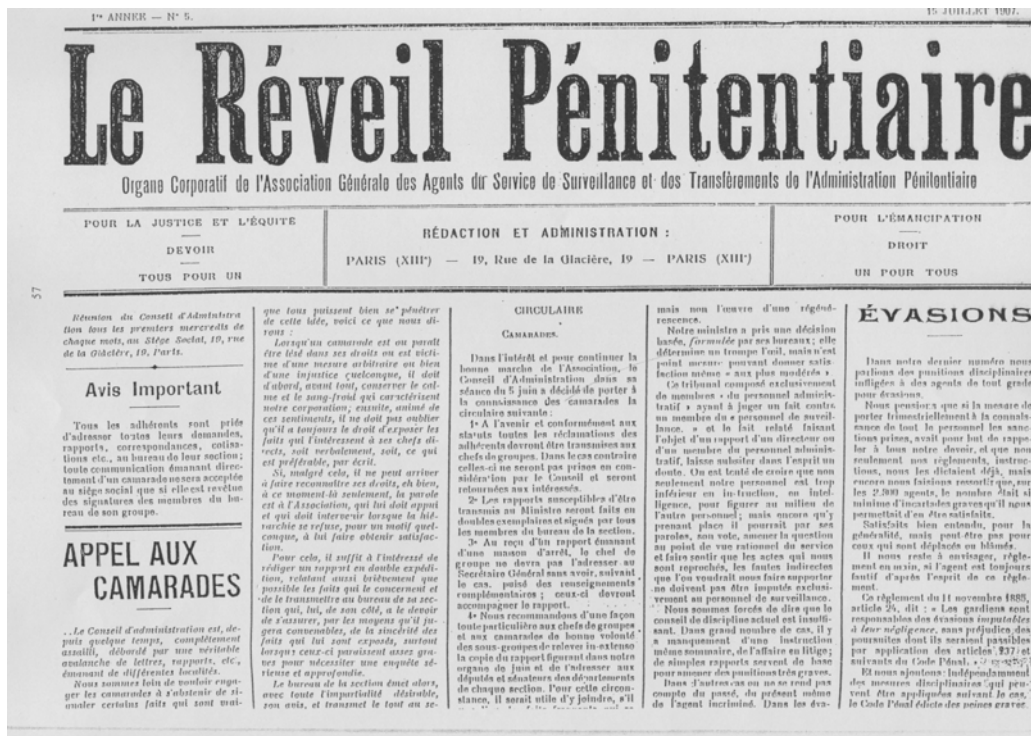 1re ANNÉE — N° 5.
15 JUILLET 1907.
Le Réveil Pénitentiaire
Organe Corporatif de l'Association Générale des Agents du Service de Surveillance et des Transfèrements de l'Administration Pénitentiaire
POUR LA JUSTICE ET L'ÉQUITÉ
DEVOIR
TOUS POUR UN
RÉDACTION ET ADMINISTRATION :
PARIS (XIIIe) — 19, Rue de la Glacière, 19 — PARIS (XIIIe)
POUR L'ÉMANCIPATION
DROIT
UN POUR TOUS
57
Réunion du Conseil d'Administra
tion tous les premiers mercredis de
chaque mois, au Siège Social, 19, rue
de la Glacière, 19, Paris.
Avis Important
Tous les adhérents sont priés
d'adresser toutes leurs demandes,
rapports, correspondances, cotisa-
tions etc., au bureau de leur section;
toute communication émanant direc-
tement d'un camarade ne sera acceptée
au siège social que si elle est revêtue
des signatures des membres du bu-
reau de son groupe.
APPEL AUX
CAMARADES
..Le Conseil d'administration est, de-
puis quelque temps, complètement
assailli, débordé par une véritable
avalanche de lettres, rapports, etc.,
émanant de différentes localités.
Nous sommes loin de vouloir enga-
ger les camarades à s'abstenir de si-
gnaler certains faits qui sont vrai-
que tous puissent bien se pénétrer
de cette idée, voici ce que nous di-
rons :
Lorsqu'un camarade est ou paraît
être lésé dans ses droits ou est victi-
me d'une mesure arbitraire ou bien
d'une injustice quelconque, il doit
d'abord, avant tout, conserver le cal-
me et le sang-froid qui caractérisent
notre corporation; ensuite, animé de
ces sentiments, il ne doit pas oublier
qu'il a toujours le droit d'exposer les
faits qui l'intéressent à ses chefs di-
rects, soit verbalement, soit, ce qui
est préférable, par écrit.
Si, malgré cela, il ne peut arriver
à faire reconnaître ses droits, eh bien,
à ce moment-là seulement, la parole
est à l'Association, qui lui doit appui
et qui doit intervenir lorsque la hié-
rarchie se refuse, pour un motif quel-
conque, à lui faire obtenir satisfac-
tion.
Pour cela, il suffit à l'intéressé de
rédiger un rapport en double expédi-
tion, relatant aussi brièvement que
possible les faits qui le concernent et
de le transmettre au bureau de sa sec-
tion qui, lui, de son côté, a le devoir
de s'assurer, par les moyens qu'il ju-
gera convenables, de la sincérité des
faits qui lui sont exposés, surtout
lorsque ceux-ci paraissent assez gra-
ves pour nécessiter une enquête sé-
rieuse et approfondie.
Le bureau de la section émet alors,
avec toute l'impartialité désirable,
son avis, et transmet le tout au se-
CIRCULAIRE
CAMARADES.
Dans l'intérêt et pour continuer la
bonne marche de l'Association, le
Conseil d'Administration dans sa
séance du 5 juin a décidé de porter à
la connaissance des camarades la
circulaire suivante :
1° A l'avenir et conformément aux
statuts toutes les réclamations des
adhérents devront être transmises aux
chefs de groupes. Dans le cas contraire
celles-ci ne seront pas prises en con-
sidération par le Conseil et seront
retournées aux intéressés.
2° Les rapports susceptibles d'être
transmis au Ministre seront faits en
doubles exemplaires et signés par tous
les membres du bureau de la section.
3° Au reçu d'un rapport émanant
d'une maison d'arrêt, le chef de
groupe ne devra pas l'adresser au
Secrétaire Général sans avoir, suivant
le cas, puisé des renseignements
complémentaires ; ceux-ci devront
accompagner le rapport.
4° Nous recommandons d'une façon
toute particulière aux chefs de groupes
et aux camarades de bonne volonté
des sous-groupes de relever in-extenso
la copie du rapport figurant dans notre
organe de juin et de l'adresser aux
députés et sénateurs des départements
de chaque section. Pour cette circon-
stance, il serait utile d'y joindre, s'il
mais non l'œuvre d'une régéné-
rescence.
Notre ministre a pris une décision
basée, formulée par ses bureaux ; elle
détermine un trompe l'œil, mais n'est
point mesure pouvant donner satis-
faction même « aux plus modérés »
Ce tribunal composé exclusivement
de membres « du personnel adminis-
tratif » ayant à juger un fait contre
un membre du « personnel de surveil-
lance. » et le fait relaté faisant
l'objet d'un rapport d'un directeur ou
d'un membre du personnel adminis-
tratif, laisse subister dans l'esprit un
doute. On est tenté de croire que non
seulement notre personnel est trop
inférieur en instruction, en intel-
ligence, pour figurer au milieu de
l'autre personnel ; mais encore qu'y
prenant place il pourrait par ses
paroles, son vote, amener la question
au point de vue rationnel du service
et faire sentir que les actes qui nous
sont reprochés, les fautes indirectes
que l'on voudrait nous faire supporter
ne doivent pas être imputés exclusi-
vement au personnel de surveillance.
Nous sommes forcés de dire que le
conseil de discipline actuel est insuffi-
sant. Dans grand nombre de cas, il y
a manquement d'une instruction
même sommaire, de l'affaire en litige;
de simples rapports servent de base
pour amener des punitions très graves.
Dans d'autres cas on ne se rend pas
compte du passé, du présent même
de l'agent incriminé. Dans les éva-
ÉVASIONS
Dans notre dernier numéro nous
parlions des punitions disciplinaires
infligées à des agents de tout grade
pour évasions.
Nous pensions que si la mesure de
porter trimestriellement à la connais-
sance de tout le personnel les sanc-
tions prises, avait pour but de rappe-
ler à tous notre devoir, et que non
seulement nos règlements, instruc-
tions, nous les dictaient déjà, mais
encore nous faisions ressortir que, sur
les 2.900 agents, le nombre était si
minime d'incartades graves qu'il nous
permettait d'en être satisfaits.
Satisfaits bien entendu, pour la
généralité, mais peut-être pas pour
ceux qui sont déplacés ou blâmés.
Il nous reste à envisager, règle-
ment en main, si l'agent est toujours
fautif d'après l'esprit de ce règle-
ment.
Ce règlement du 11 novembre 1885,
article 24, dit : « Les gardiens sont
responsables des évasions imputables
à leur négligence, sans préjudice des
poursuites dont ils seraient passibles
par application des articles 237 et
suivants du Code Pénal. »
Et nous ajoutons : Indépendamment
des mesures disciplinaires qui peu-
vent être appliquées suivant le cas,
le Code Pénal édicte des peines graves.